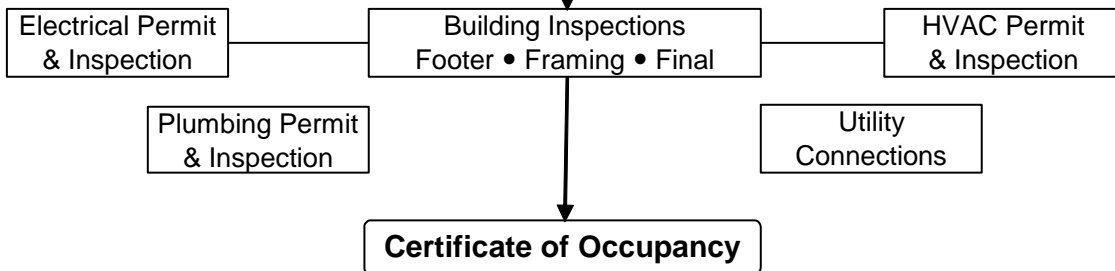 Electrical Permit
& Inspection
Building Inspections
Footer • Framing • Final
HVAC Permit
& Inspection
Plumbing Permit
& Inspection
Utility
Connections
Certificate of Occupancy